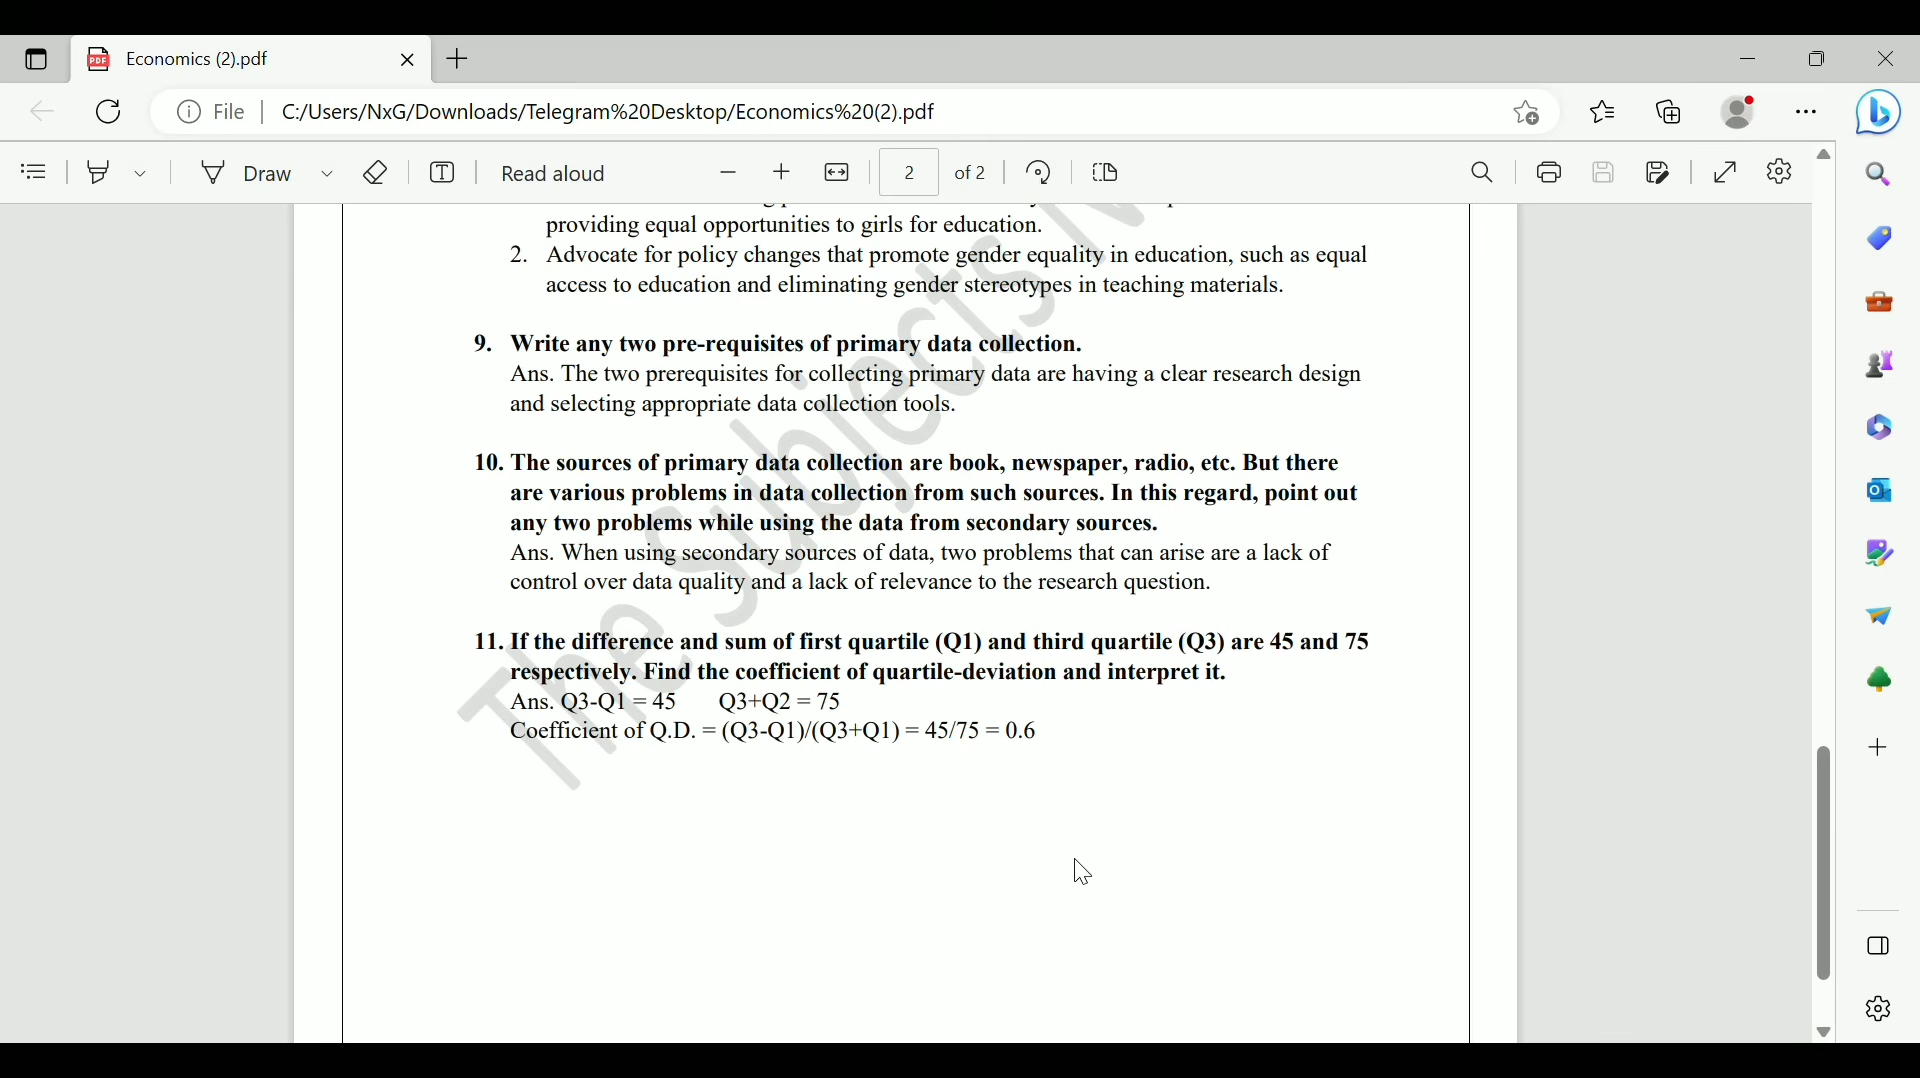 Economics (2).pdf
File
C:/Users/NxG/Downloads/Telegram%20Desktop/Economics%20(2).pdf
Draw
Read aloud
2 of 2
providing equal opportunities to girls for education.
2. Advocate for policy changes that promote gender equality in education, such as equal
access to education and eliminating gender stereotypes in teaching materials.
9. Write any two pre-requisites of primary data collection.
Ans. The two prerequisites for collecting primary data are having a clear research design
and selecting appropriate data collection tools.
10. The sources of primary data collection are book, newspaper, radio, etc. But there
are various problems in data collection from such sources. In this regard, point out
any two problems while using the data from secondary sources.
Ans. When using secondary sources of data, two problems that can arise are a lack of
control over data quality and a lack of relevance to the research question.
11. If the difference and sum of first quartile (Q1) and third quartile (Q3) are 45 and 75
respectively. Find the coefficient of quartile-deviation and interpret it.
Ans. Q3-Q1 = 45 Q3+Q2 = 75
Coefficient of Q.D. = (Q3-Q1)/(Q3+Q1) = 45/75 = 0.6
The Subjects